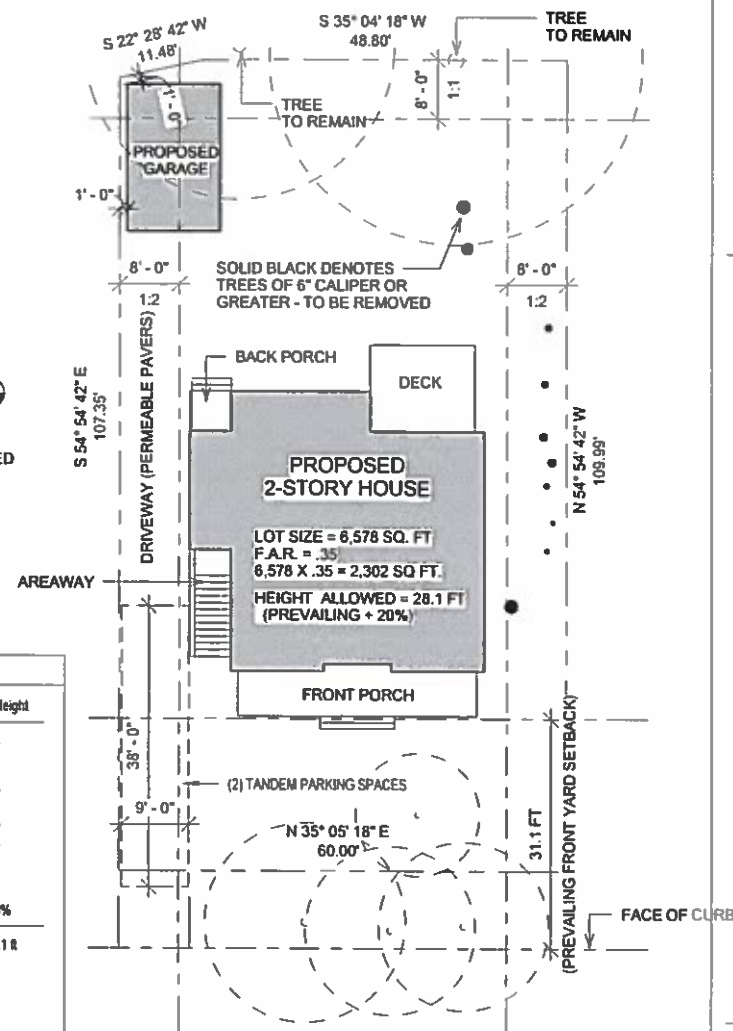 S 22° 28' 42" W
11.48'
S 35° 04' 18" W
48.80'
TREE
TO REMAIN
8' - 0"
1:1
TREE
TO REMAIN
1' - 0"
PROPOSED
GARAGE
1' - 0"
SOLID BLACK DENOTES
TREES OF 6" CALIPER OR
GREATER - TO BE REMOVED
8' - 0"
1:2
8' - 0"
1:2
BACK PORCH
DECK
S 54° 54' 42" E
107.35'
DRIVEWAY (PERMEABLE PAVERS)
N 54° 54' 42" W
109.99'
ED
PROPOSED
2-STORY HOUSE
LOT SIZE = 6,578 SQ. FT
F.A.R. = .35
6,578 X .35 = 2,302 SQ FT.
HEIGHT ALLOWED = 28.1 FT
(PREVAILING + 20%)
AREAWAY
FRONT PORCH
Height
38' - 0"
(2) TANDEM PARKING SPACES
9' - 0"
N 35° 05' 18" E
60.00'
31.1 FT
(PREVAILING FRONT YARD SETBACK)
FACE OF CURB
%
1 ft